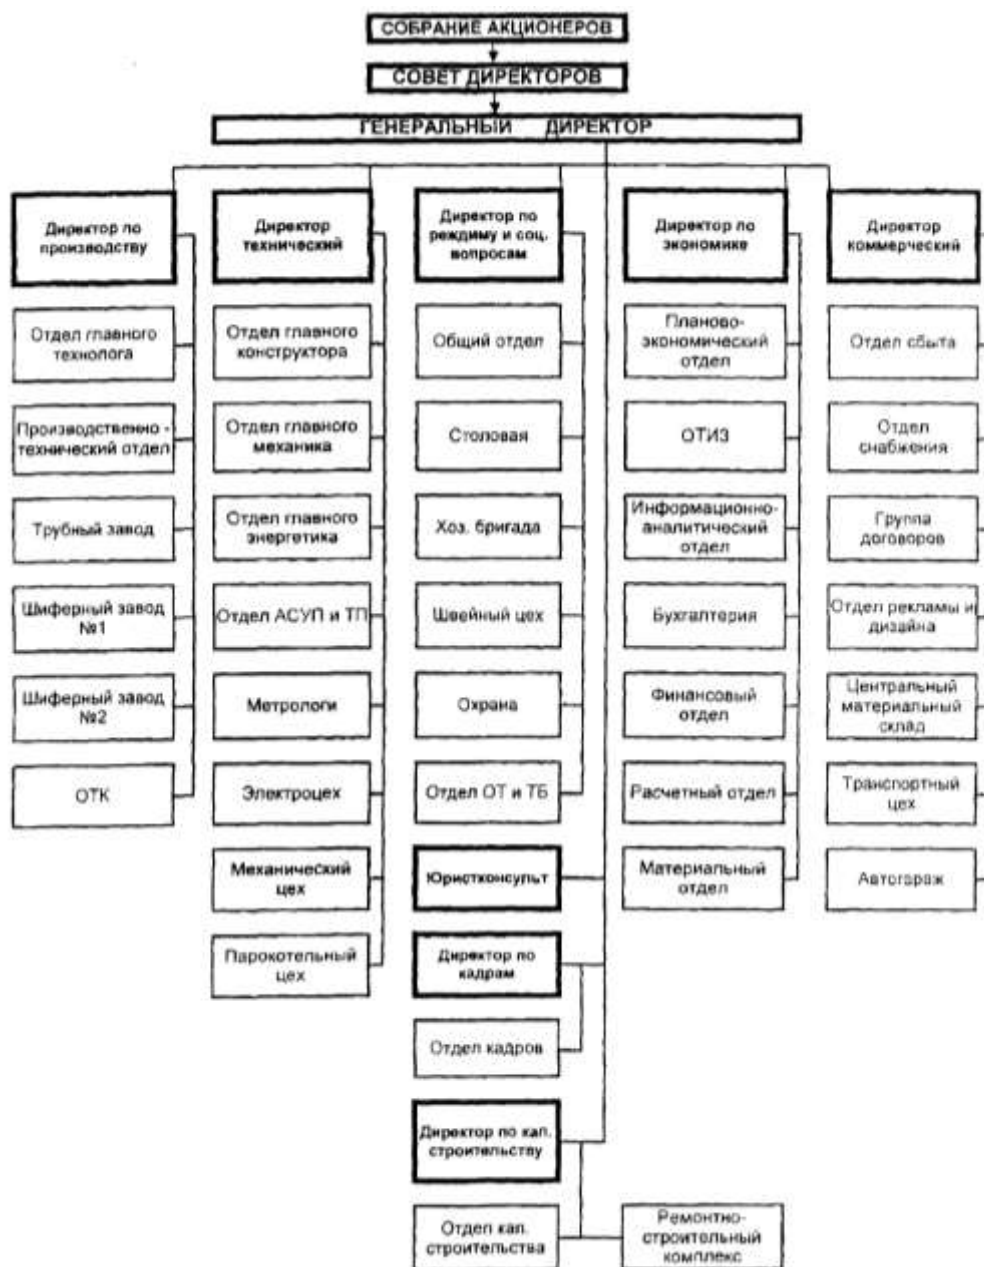 СОБРАНИЕ АКЦИОНЕРОВ
СОВЕТ ДИРЕКТОРОВ
ГЕНЕРАЛЬНЫЙ ДИРЕКТОР
Директор по
производству
Отдел главного
технолога
Производственно -
технический отдел
Трубный завод
Шиферный завод
№1
Шиферный завод
№2
ОТК
Директор
технический
Отдел главного
конструктора
Отдел главного
механика
Отдел главного
энергетика
Отдел АСУП и ТП
Метрологи
Электроцех
Механический
цех
Парокотельный
цех
Директор по
реждиму и соц.
вопросам
Общий отдел
Столовая
Хоз. бригада
Швейный цех
Охрана
Отдел ОТ и ТБ
Юристконсульт
Директор по
кадрам
Отдел кадров
Директор по кап.
строительству
Отдел кап.
строительства
Ремонтно-
строительный
комплекс
Директор по
экономике
Планово-
экономический
отдел
ОТИЗ
Информационно-
аналитический
отдел
Бухгалтерия
Финансовый
отдел
Расчетный отдел
Материальный
отдел
Директор
коммерческий
Отдел сбыта
Отдел
снабжения
Группа
договоров
Отдел рекламы и
дизайна
Центральный
материальный
склад
Транспортный
цех
Автогараж